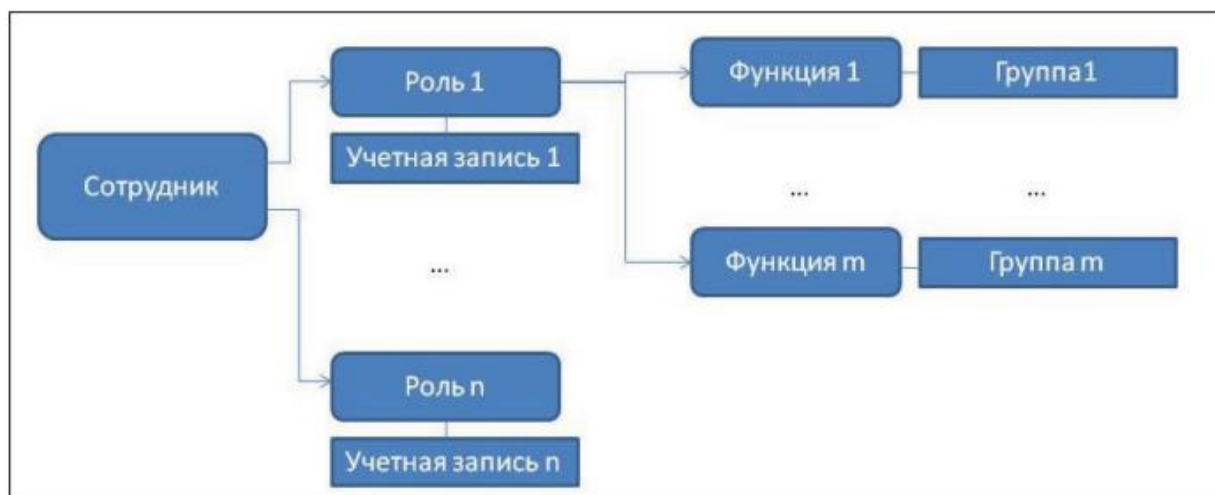 Роль 1
Функция 1
Группа1
Учетная запись 1
Сотрудник
...
...
...
Функция m
Группа m
Роль n
Учетная запись n